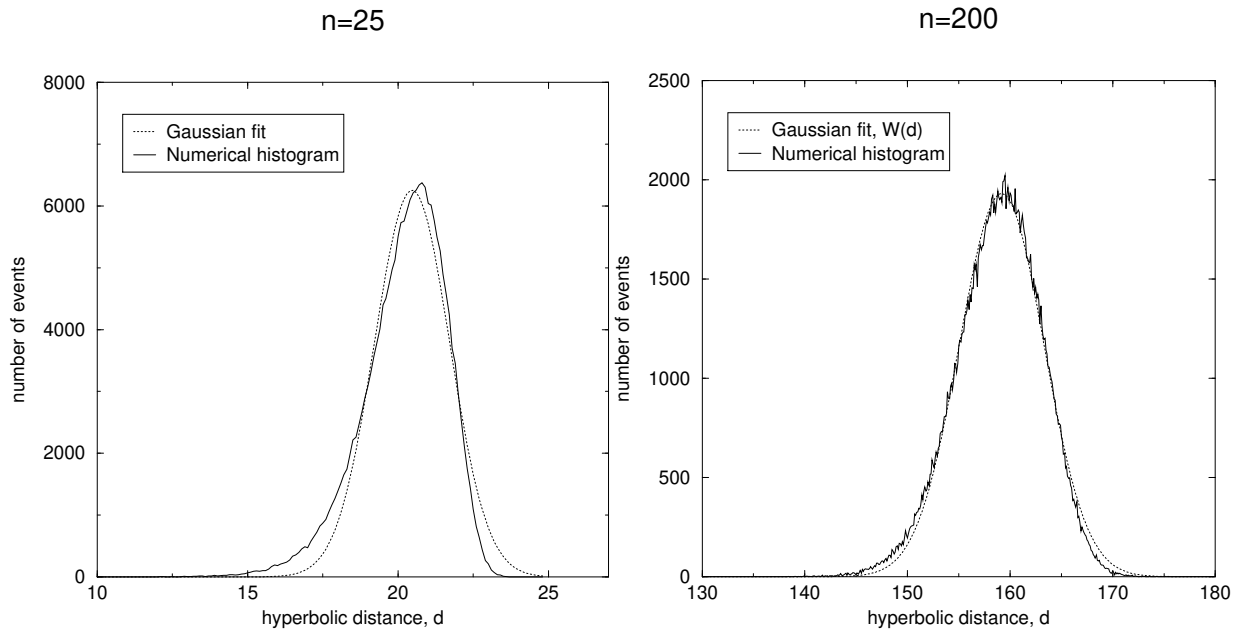 n=25
8000
6000
4000
2000
0
number of events
Gaussian fit
Numerical histogram
10
15
20
25
hyperbolic distance, d
n=200
2500
2000
1500
1000
500
0
number of events
Gaussian fit, W(d)
Numerical histogram
130
140
150
160
170
180
hyperbolic distance, d